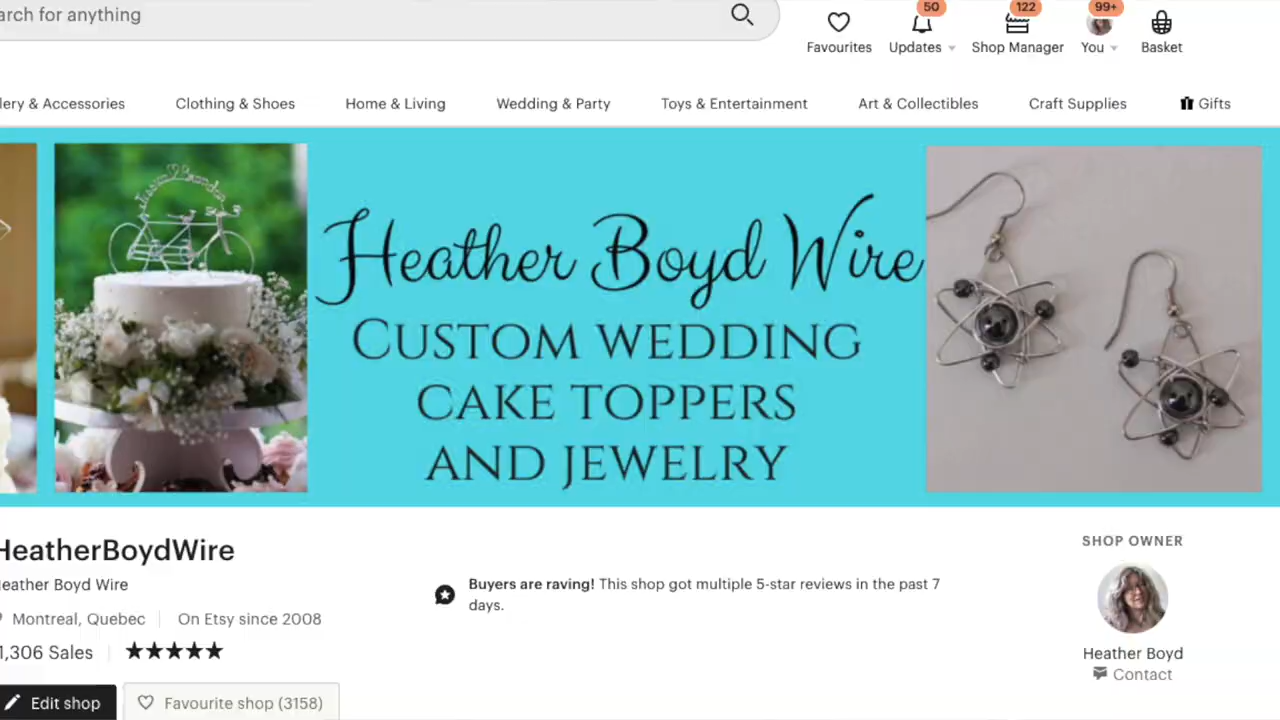 arch for anything
50
122
99+
Favourites
Updates
Shop Manager
You
Basket
lery & Accessories
Clothing & Shoes
Home & Living
Wedding & Party
Toys & Entertainment
Art & Collectibles
Craft Supplies
Gifts
Heather Boyd Wire
CUSTOM WEDDING
CAKE TOPPERS
AND JEWELRY
HeatherBoydWire
eather Boyd Wire
Montreal, Quebec
On Etsy since 2008
1,306 Sales
Edit shop
Favourite shop (3158)
Buyers are raving! This shop got multiple 5-star reviews in the past 7
days.
SHOP OWNER
Heather Boyd
Contact